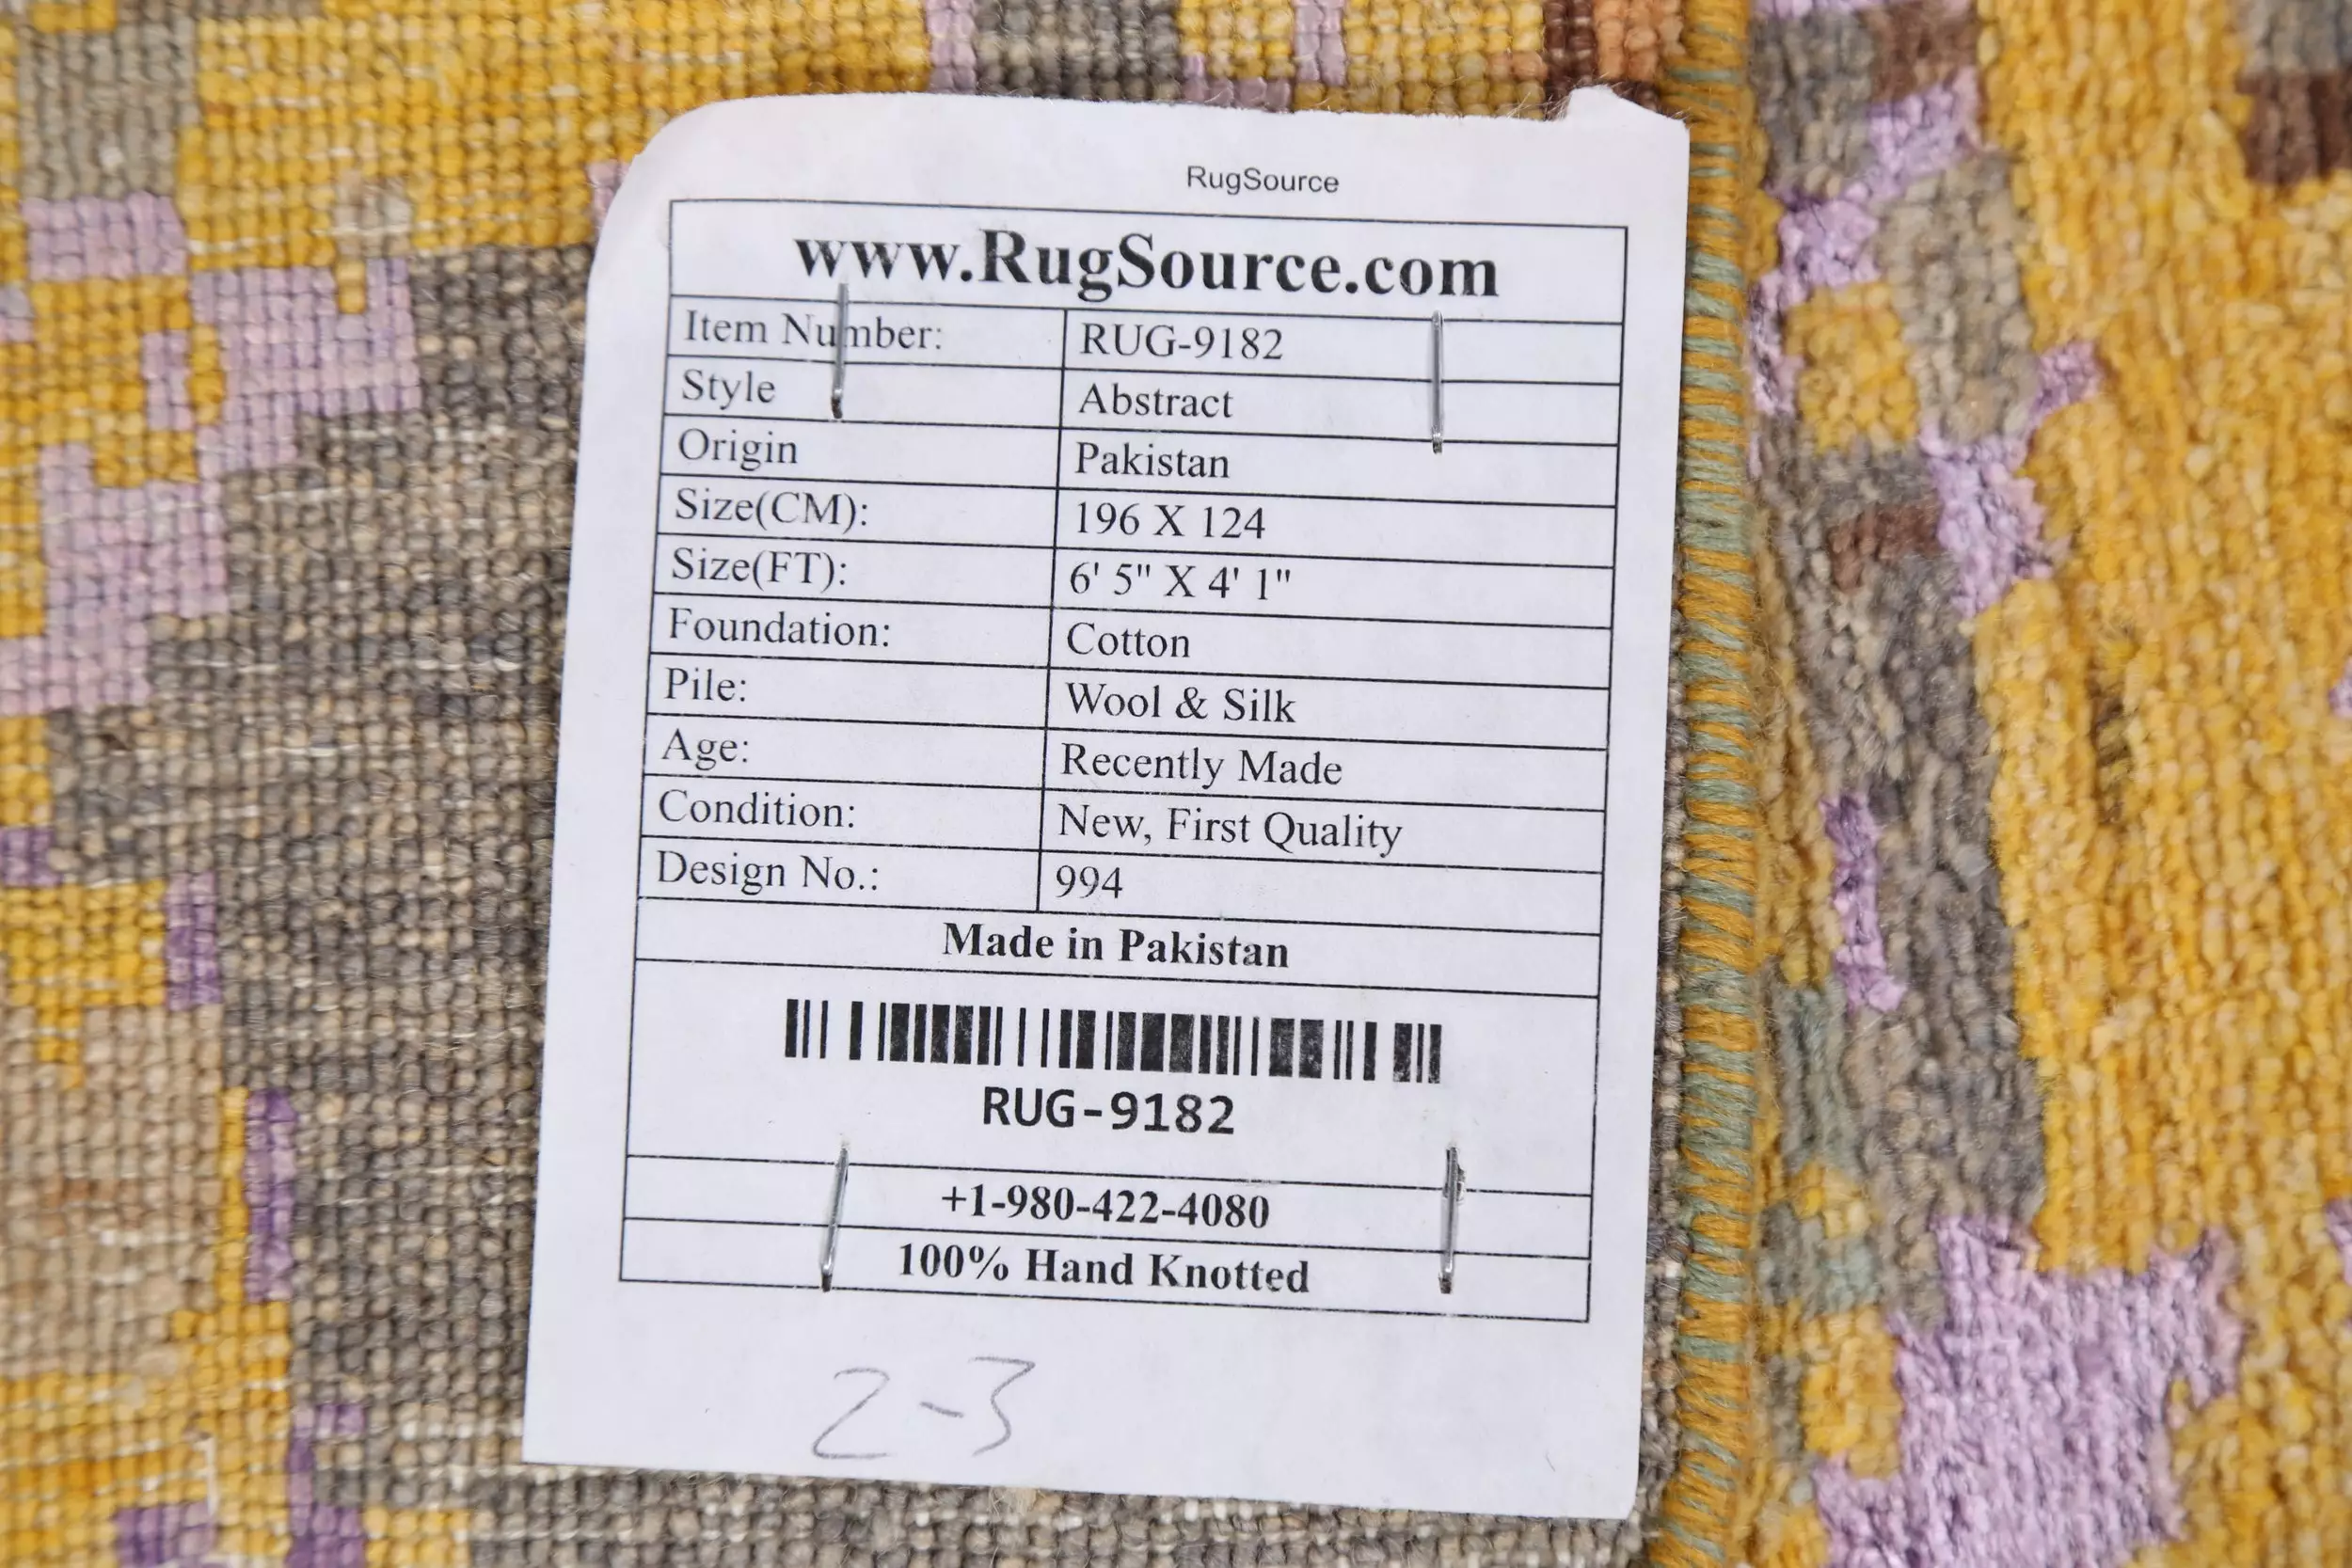 RugSource
www.RugSource.com
Item Number: RUG-9182
Style Abstract
Origin Pakistan
Size(CM): 196 X 124
Size(FT): 6' 5" X 4' 1"
Foundation: Cotton
Pile: Wool & Silk
Age: Recently Made
Condition: New, First Quality
Design No.: 994
Made in Pakistan
RUG-9182
+1-980-422-4080
100% Hand Knotted
2-3